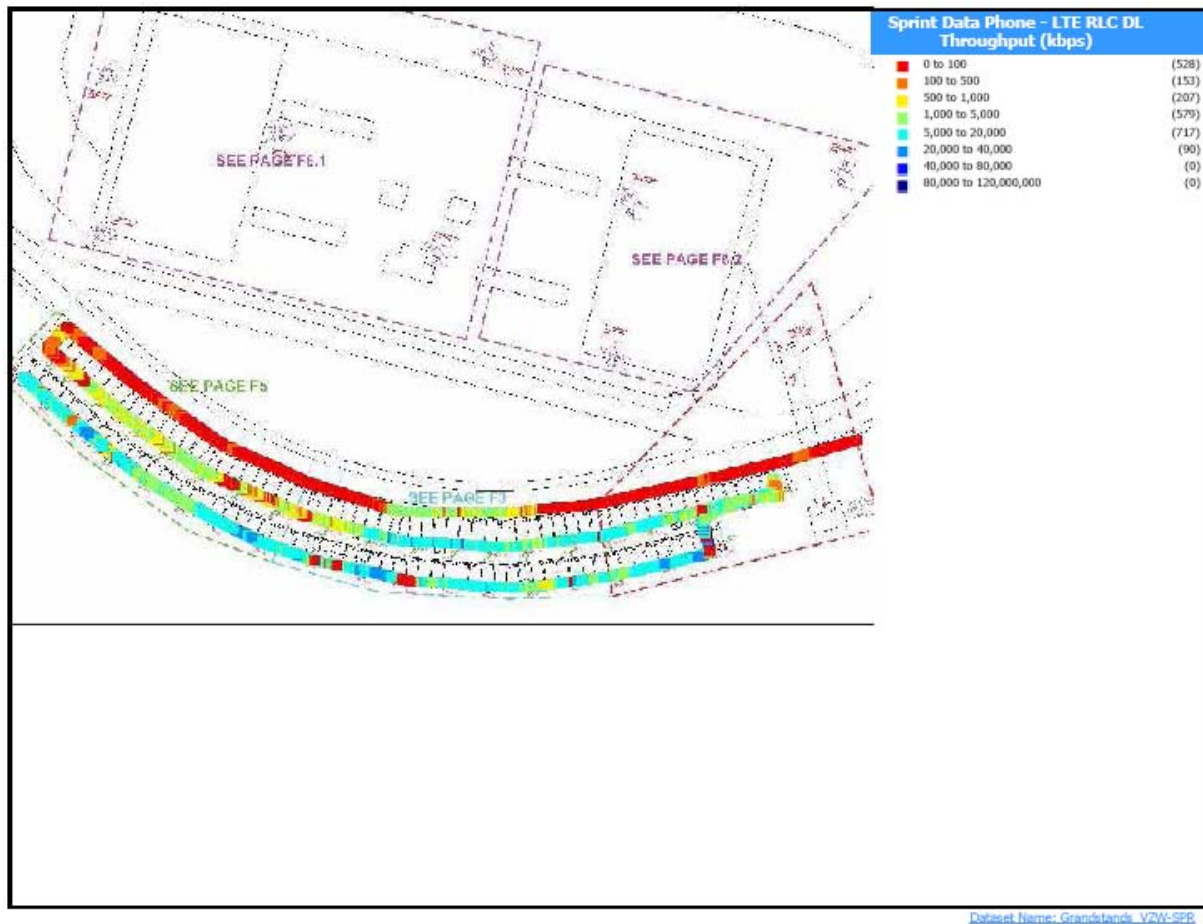 Sprint Data Phone - LTE RLC DL
Throughput (kbps)
0 to 100 (528)
100 to 500 (153)
500 to 1,000 (207)
1,000 to 5,000 (579)
5,000 to 20,000 (717)
20,000 to 40,000 (90)
40,000 to 80,000 (0)
80,000 to 120,000,000 (0)
SEE PAGE F6.1
SEE PAGE F6.2
SEE PAGE F5
SEE PAGE F3
Dataset Name: Grandstands_VZW-SPR